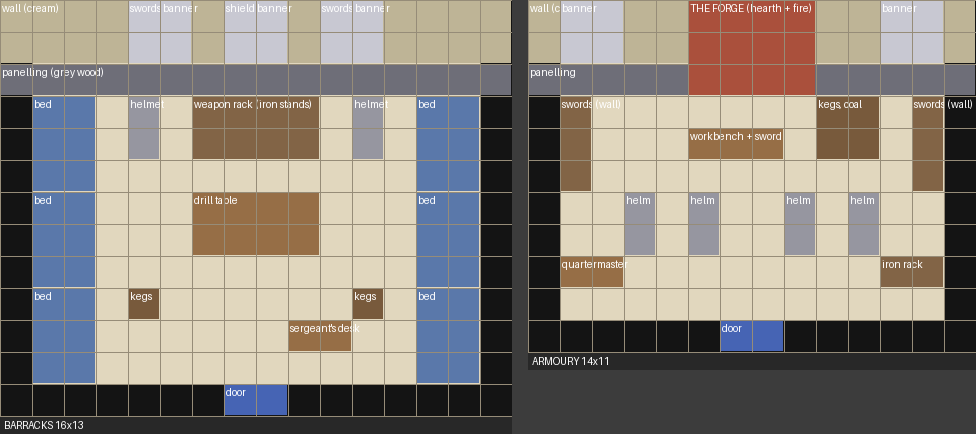 wall (cream)
swords banner
shield banner
swords banner
panelling (grey wood)
bed
helmet
weapon rack (iron stands)
helmet
bed
bed
drill table
bed
bed
kegs
kegs
bed
sergeant's desk
door
BARRACKS 16x13
wall (c
banner
THE FORGE (hearth + fire)
banner
panelling
swords (wall)
kegs, coal
swords (wall)
workbench + sword
helm
helm
helm
helm
quartermaster
iron rack
door
ARMOURY 14x11